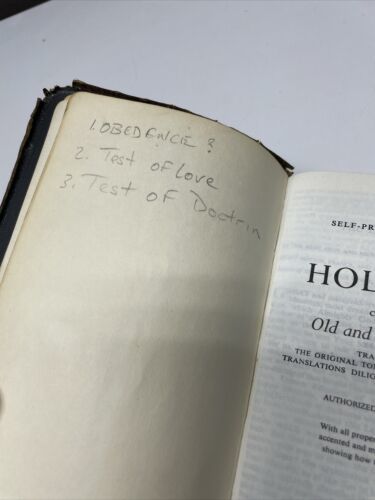 1. OBEDENCE ?
2. Test of Love
3. Test of Doctrin
SELF-PR
HOL
Old and
TRA
THE ORIGINAL TO
TRANSLATIONS DILIG
AUTHORIZED
With all prope
accented and m
showing how